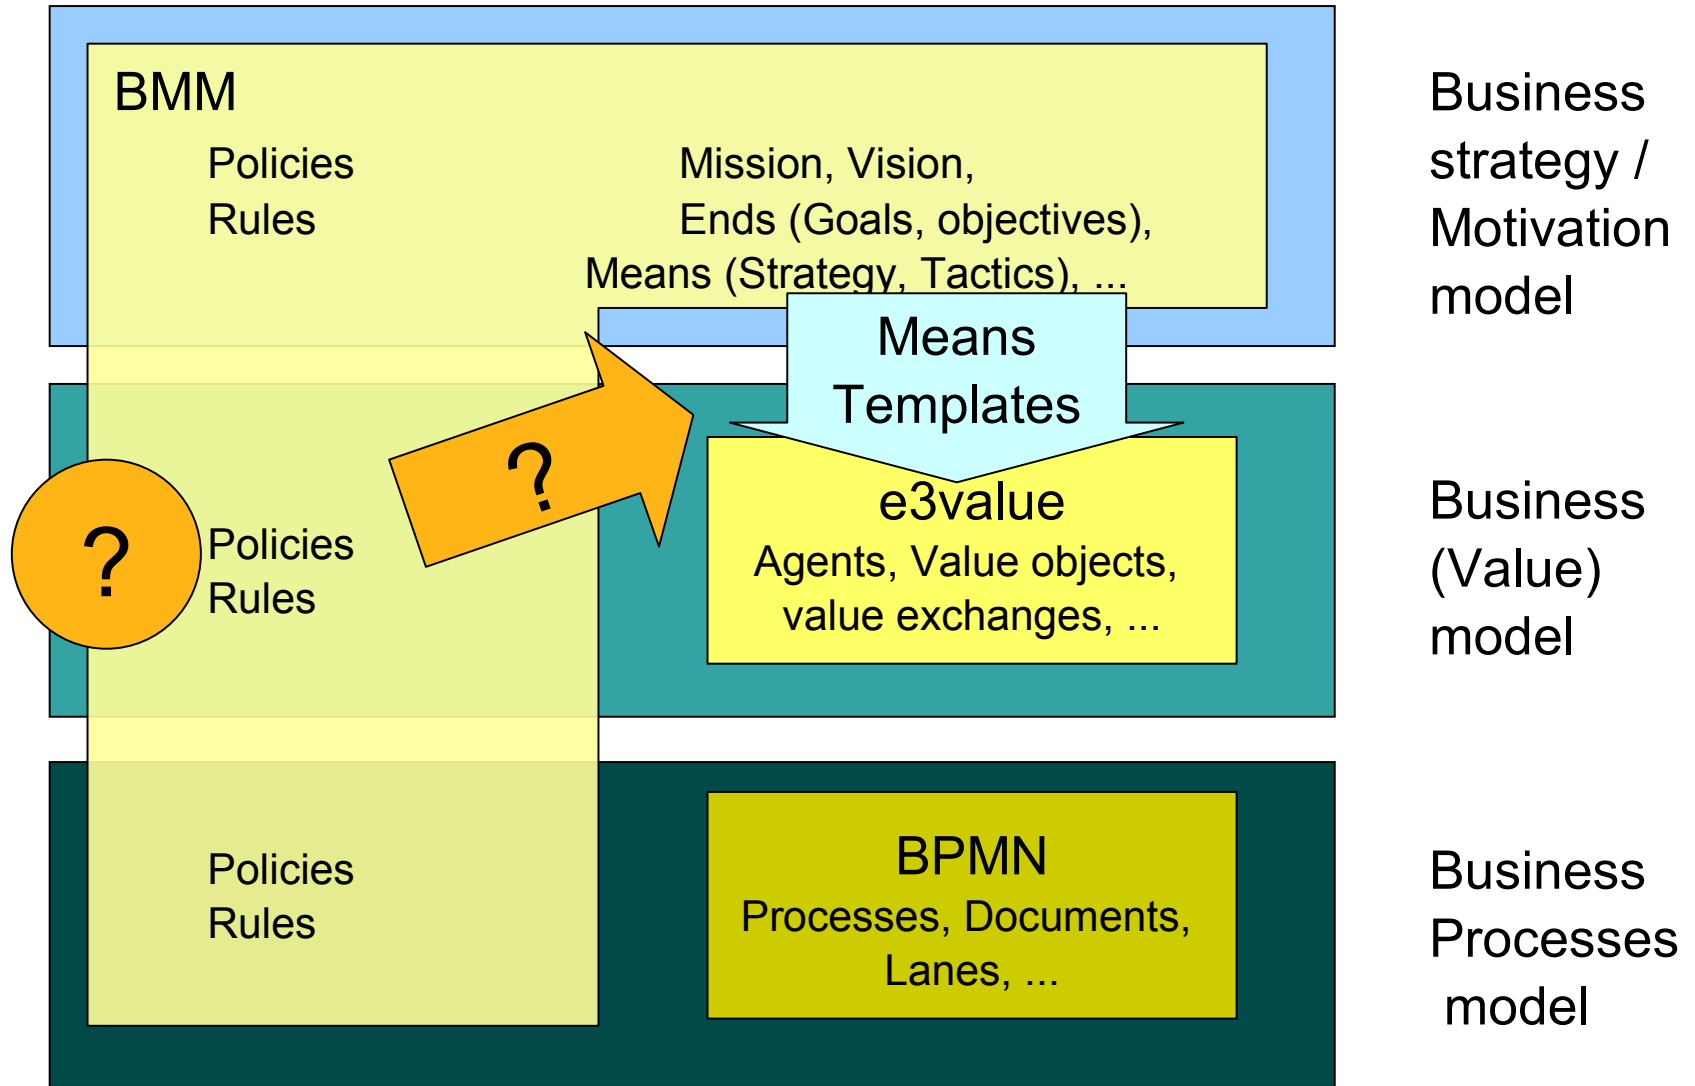 BMM
Policies
Rules
Mission, Vision,
Ends (Goals, objectives),
Means (Strategy, Tactics), ...
Business
strategy /
Motivation
model
Means
Templates
?
?
Policies
Rules
e3value
Agents, Value objects,
value exchanges, ...
Business
(Value)
model
Policies
Rules
BPMN
Processes, Documents,
Lanes, ...
Business
Processes
model